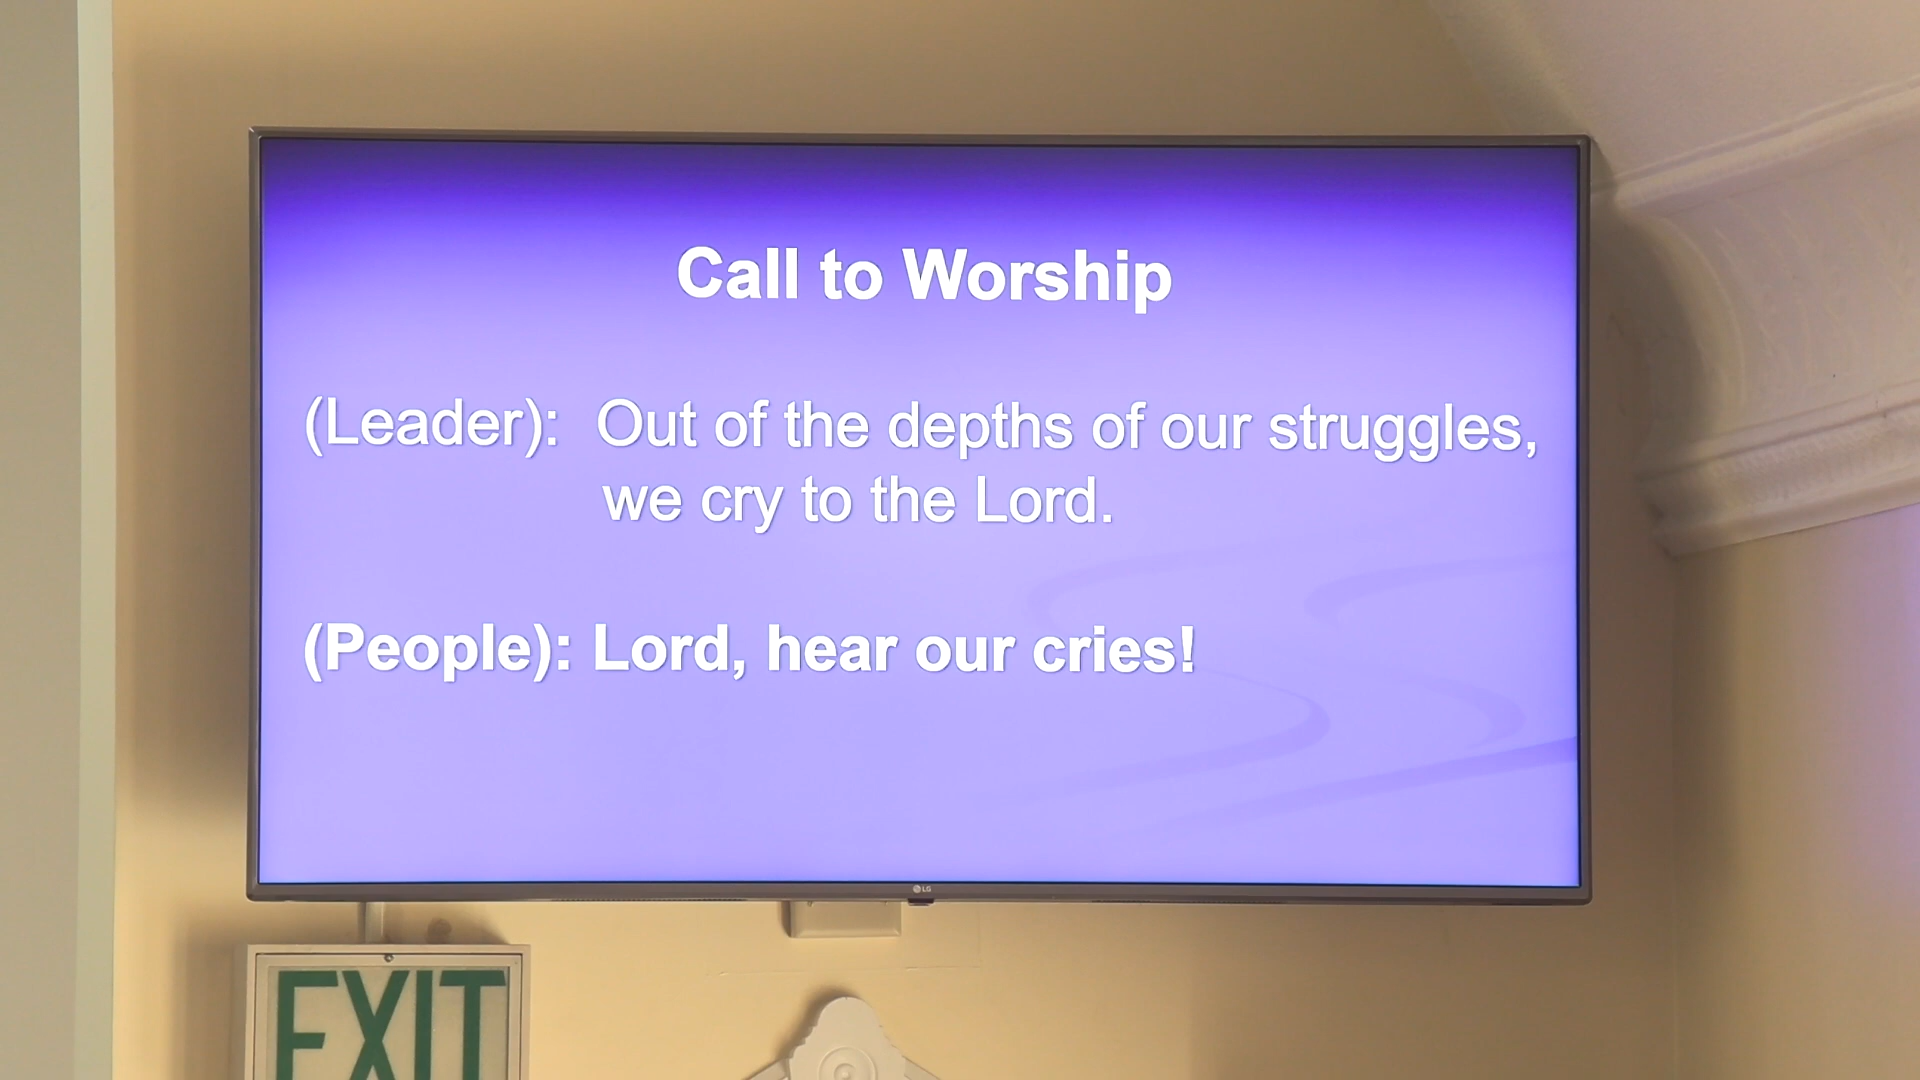 Call to Worship
(Leader): Out of the depths of our struggles,
we cry to the Lord.
(People): Lord, hear our cries!
LG
EXIT